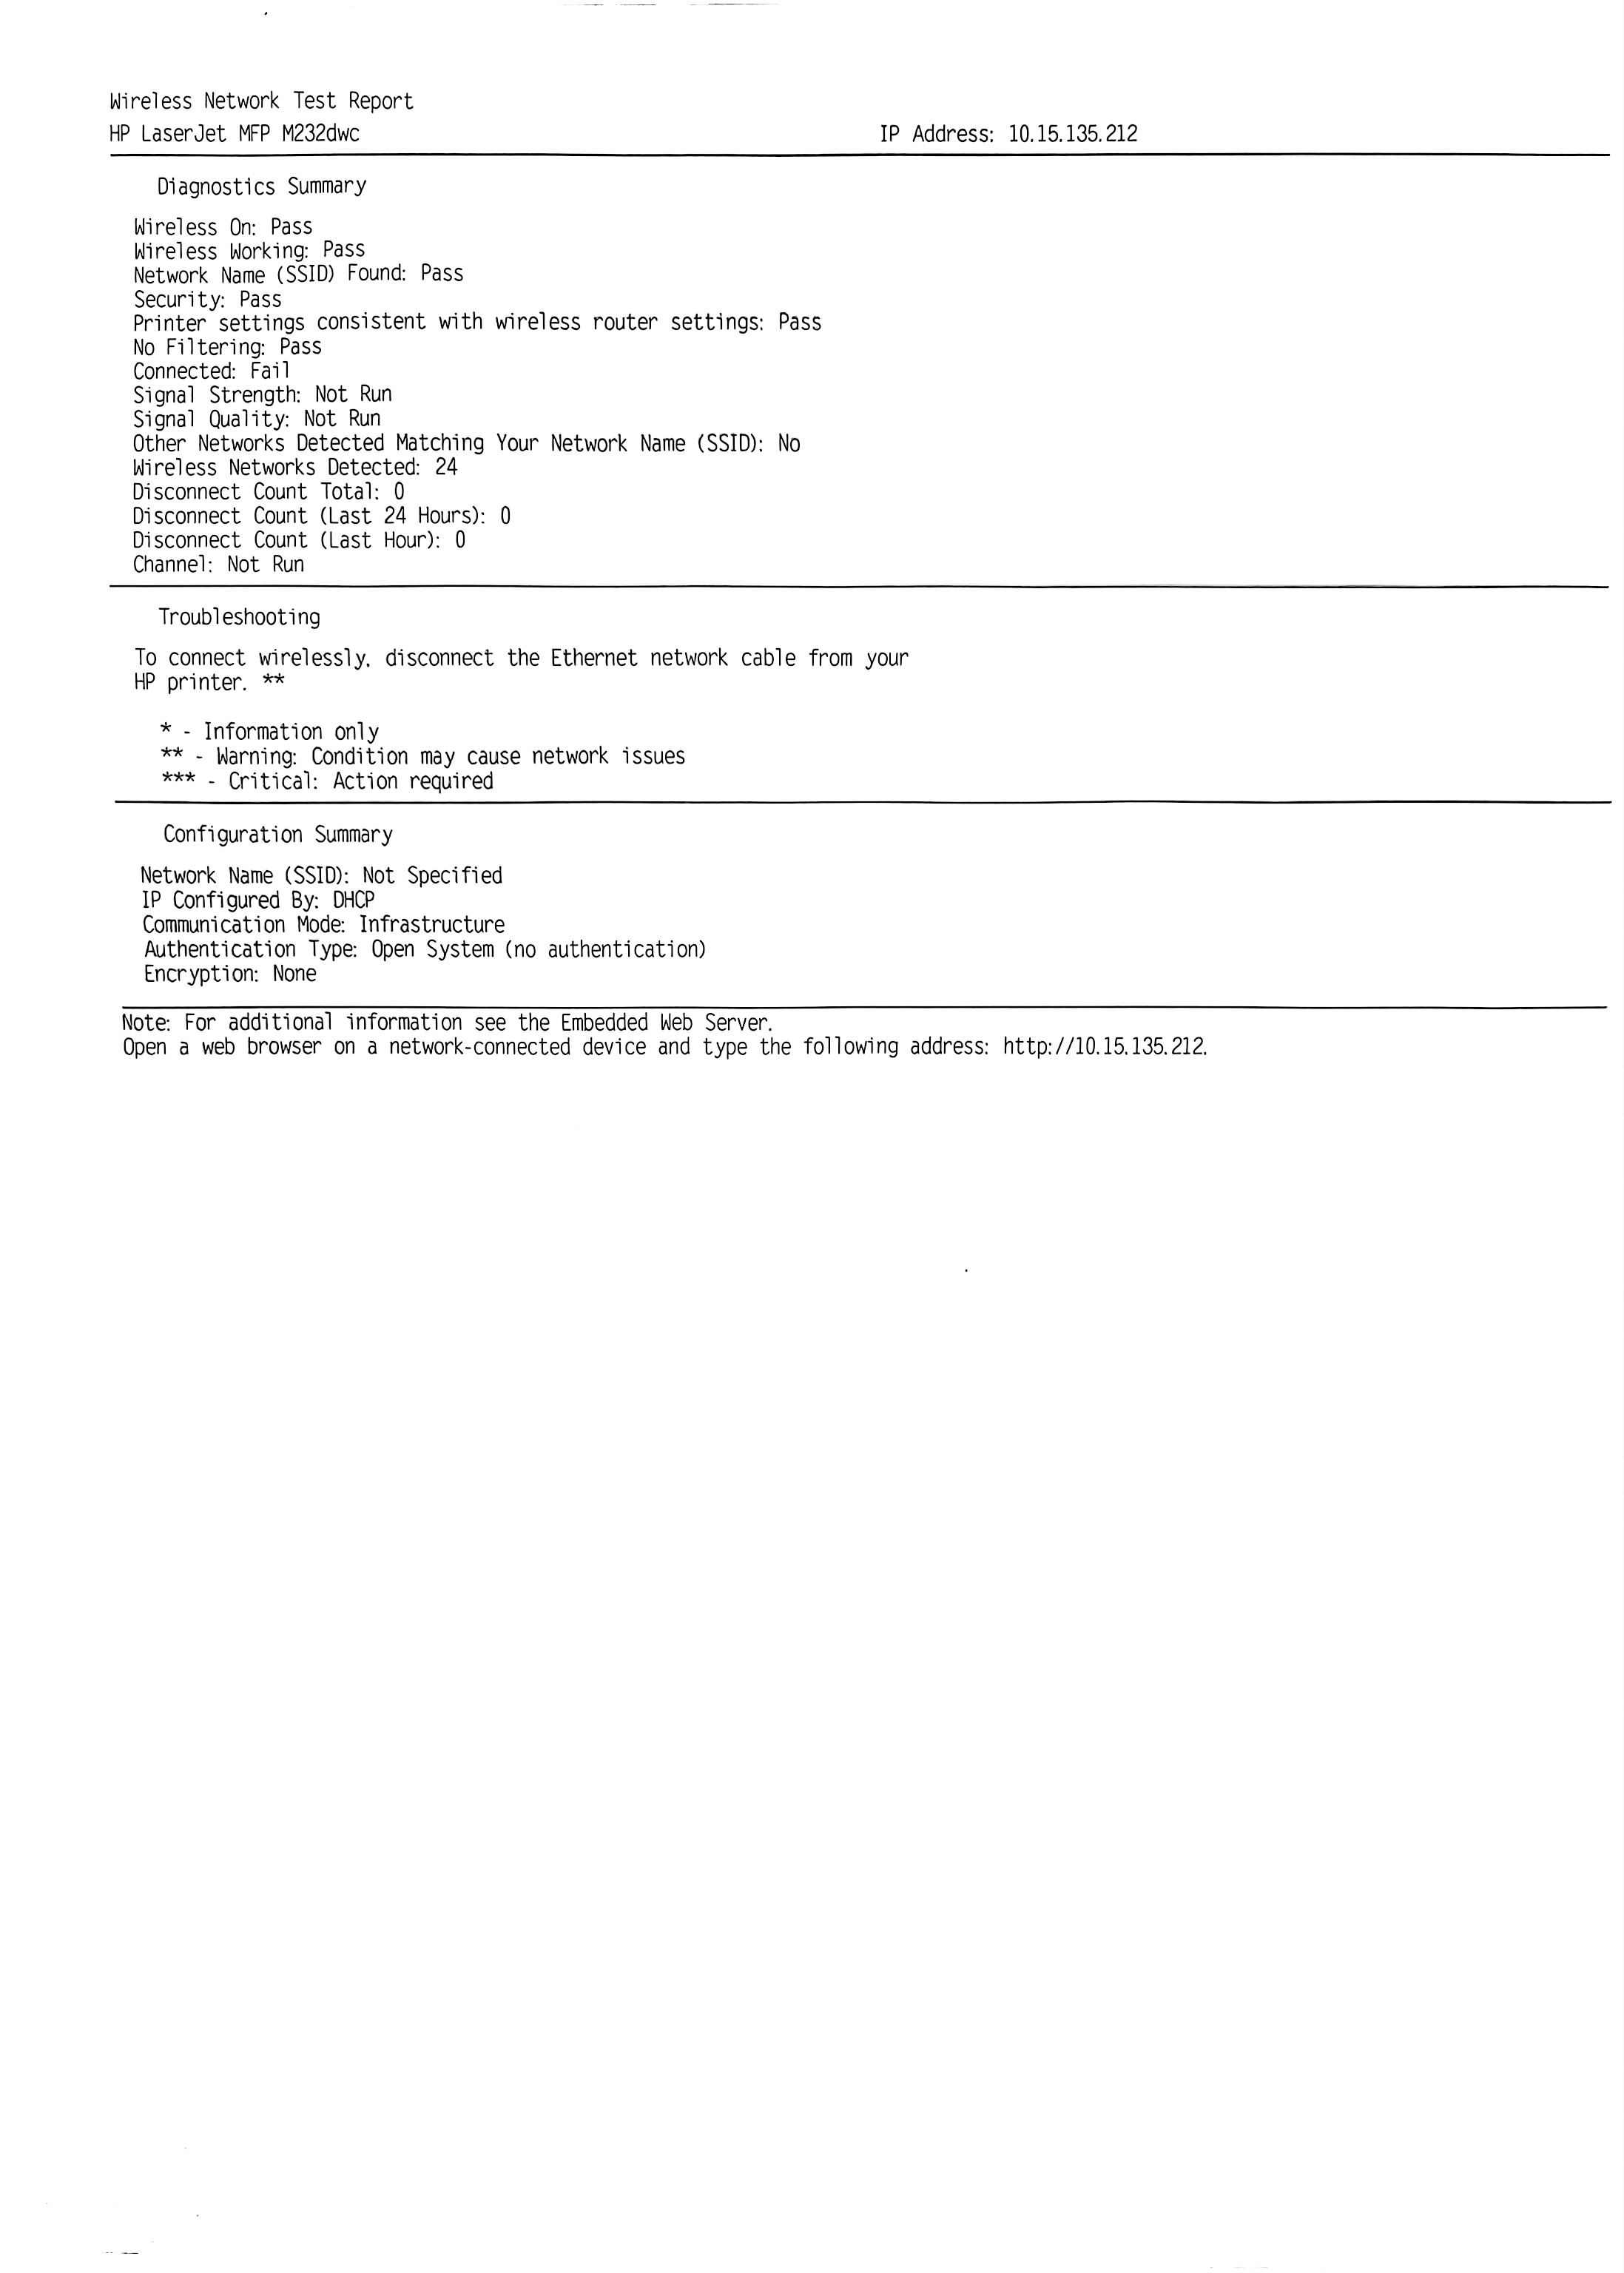 Wireless Network Test Report
HP LaserJet MFP M232dwc IP Address: 10.15.135.212
Diagnostics Summary
Wireless On: Pass
Wireless Working: Pass
Network Name (SSID) Found: Pass
Security: Pass
Printer settings consistent with wireless router settings: Pass
No Filtering: Pass
Connected: Fail
Signal Strength: Not Run
Signal Quality: Not Run
Other Networks Detected Matching Your Network Name (SSID): No
Wireless Networks Detected: 24
Disconnect Count Total: 0
Disconnect Count (Last 24 Hours): 0
Disconnect Count (Last Hour): 0
Channel: Not Run
Troubleshooting
To connect wirelessly, disconnect the Ethernet network cable from your
HP printer. **
* - Information only
** - Warning: Condition may cause network issues
*** - Critical: Action required
Configuration Summary
Network Name (SSID): Not Specified
IP Configured By: DHCP
Communication Mode: Infrastructure
Authentication Type: Open System (no authentication)
Encryption: None
Note: For additional information see the Embedded Web Server.
Open a web browser on a network-connected device and type the following address: http://10.15.135.212.